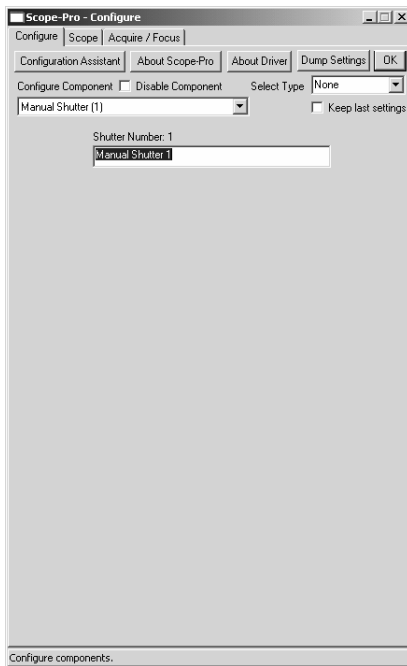 Scope-Pro - Configure
Configure Scope Acquire / Focus
Configuration Assistant About Scope-Pro About Driver Dump Settings OK
Configure Component Disable Component Select Type None
Manual Shutter (1) Keep last settings
Shutter Number: 1
Manual Shutter 1
Configure components.